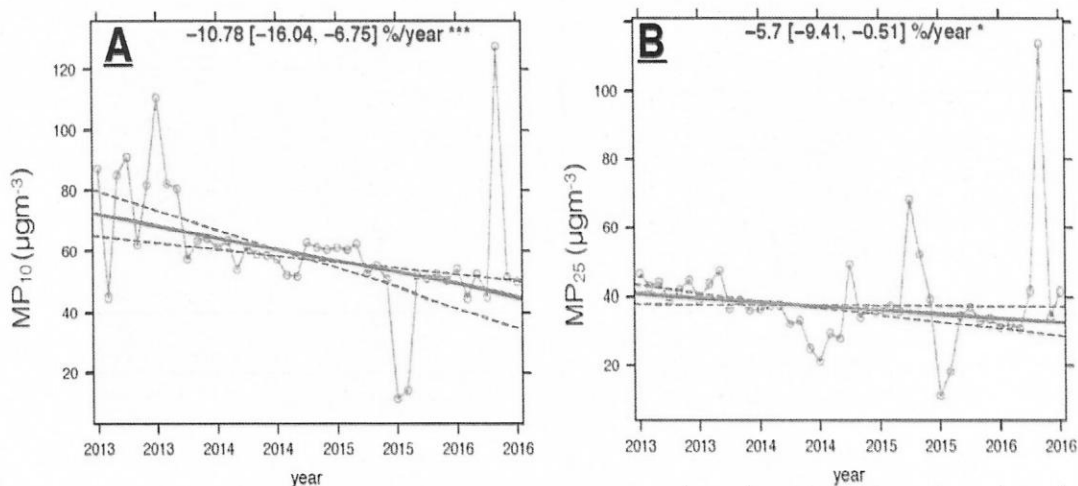 A
−10.78 [−16.04, −6.75] %/year ***
MP10 (µgm-3)
120
100
80
60
40
20
2013 2013 2014 2014 2015 2015 2016 2016
year
B
−5.7 [−9.41, −0.51] %/year *
MP25 (µgm-3)
100
80
60
40
20
2013 2013 2014 2014 2015 2015 2016 2016
year